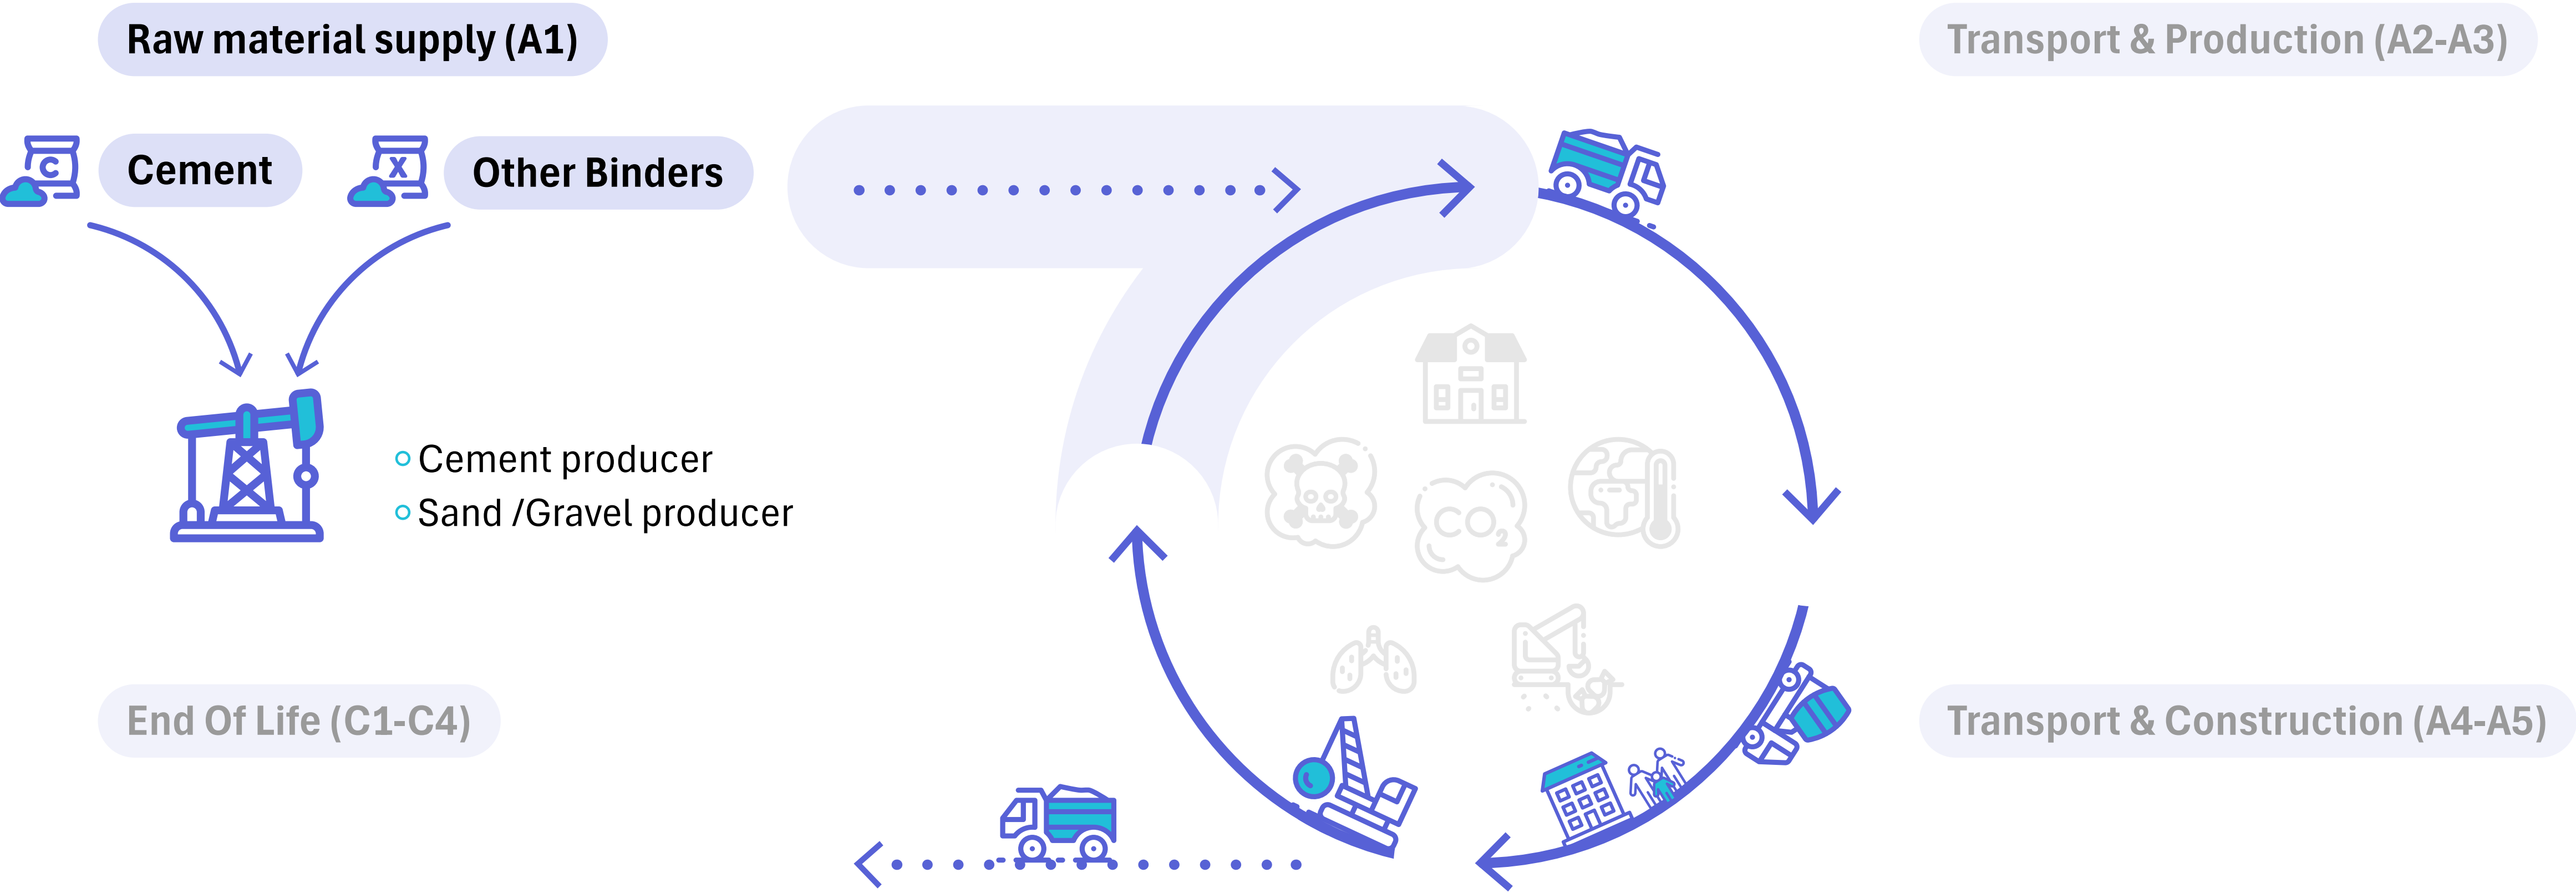 Raw material supply (A1)
Transport & Production (A2-A3)
C
Cement
X
Other Binders
Cement producer
Sand /Gravel producer
CO2
End Of Life (C1-C4)
Transport & Construction (A4-A5)